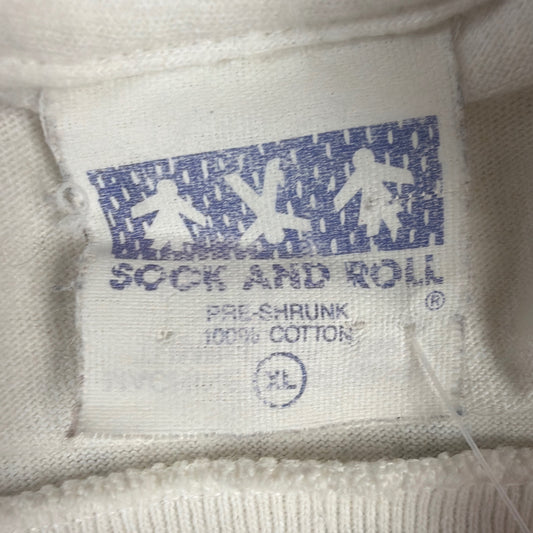 SOCK AND ROLL
®
PRE-SHRUNK
100% COTTON
XL